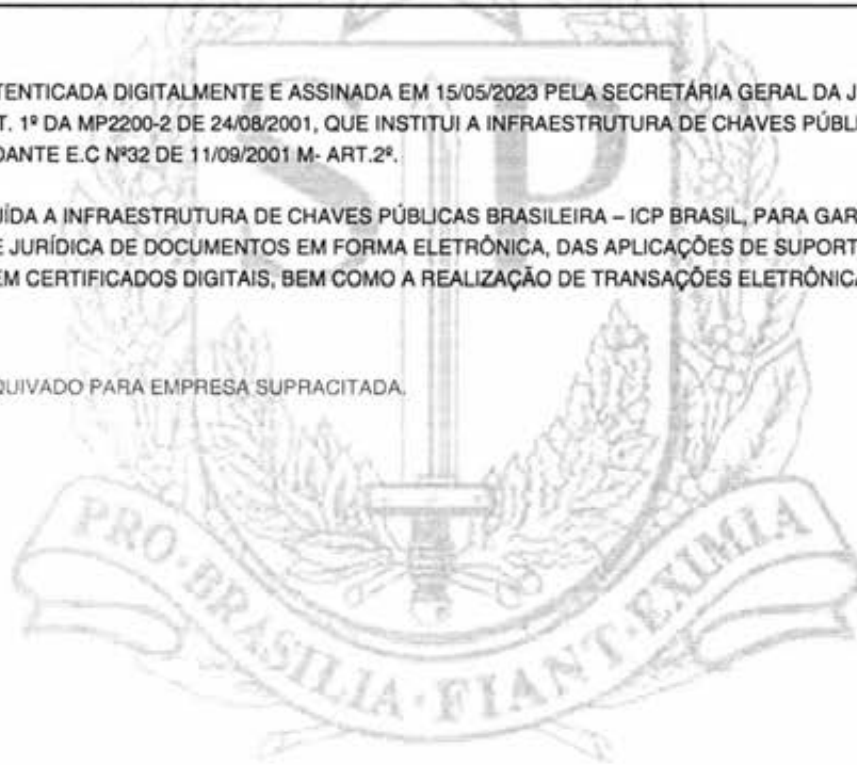 TENTICADA DIGITALMENTE E ASSINADA EM 15/05/2023 PELA SECRETÁRIA GERAL DA J
T. 1º DA MP2200-2 DE 24/08/2001, QUE INSTITUI A INFRAESTRUTURA DE CHAVES PÚBLI
DANTE E.C Nº32 DE 11/09/2001 M- ART.2º.
UÍDA A INFRAESTRUTURA DE CHAVES PÚBLICAS BRASILEIRA – ICP BRASIL, PARA GAR
E JURÍDICA DE DOCUMENTOS EM FORMA ELETRÔNICA, DAS APLICAÇÕES DE SUPORT
EM CERTIFICADOS DIGITAIS, BEM COMO A REALIZAÇÃO DE TRANSAÇÕES ELETRÔNICA
QUIVADO PARA EMPRESA SUPRACITADA.
SP
PRO·BRASILIA·FIANT·EXIMIA